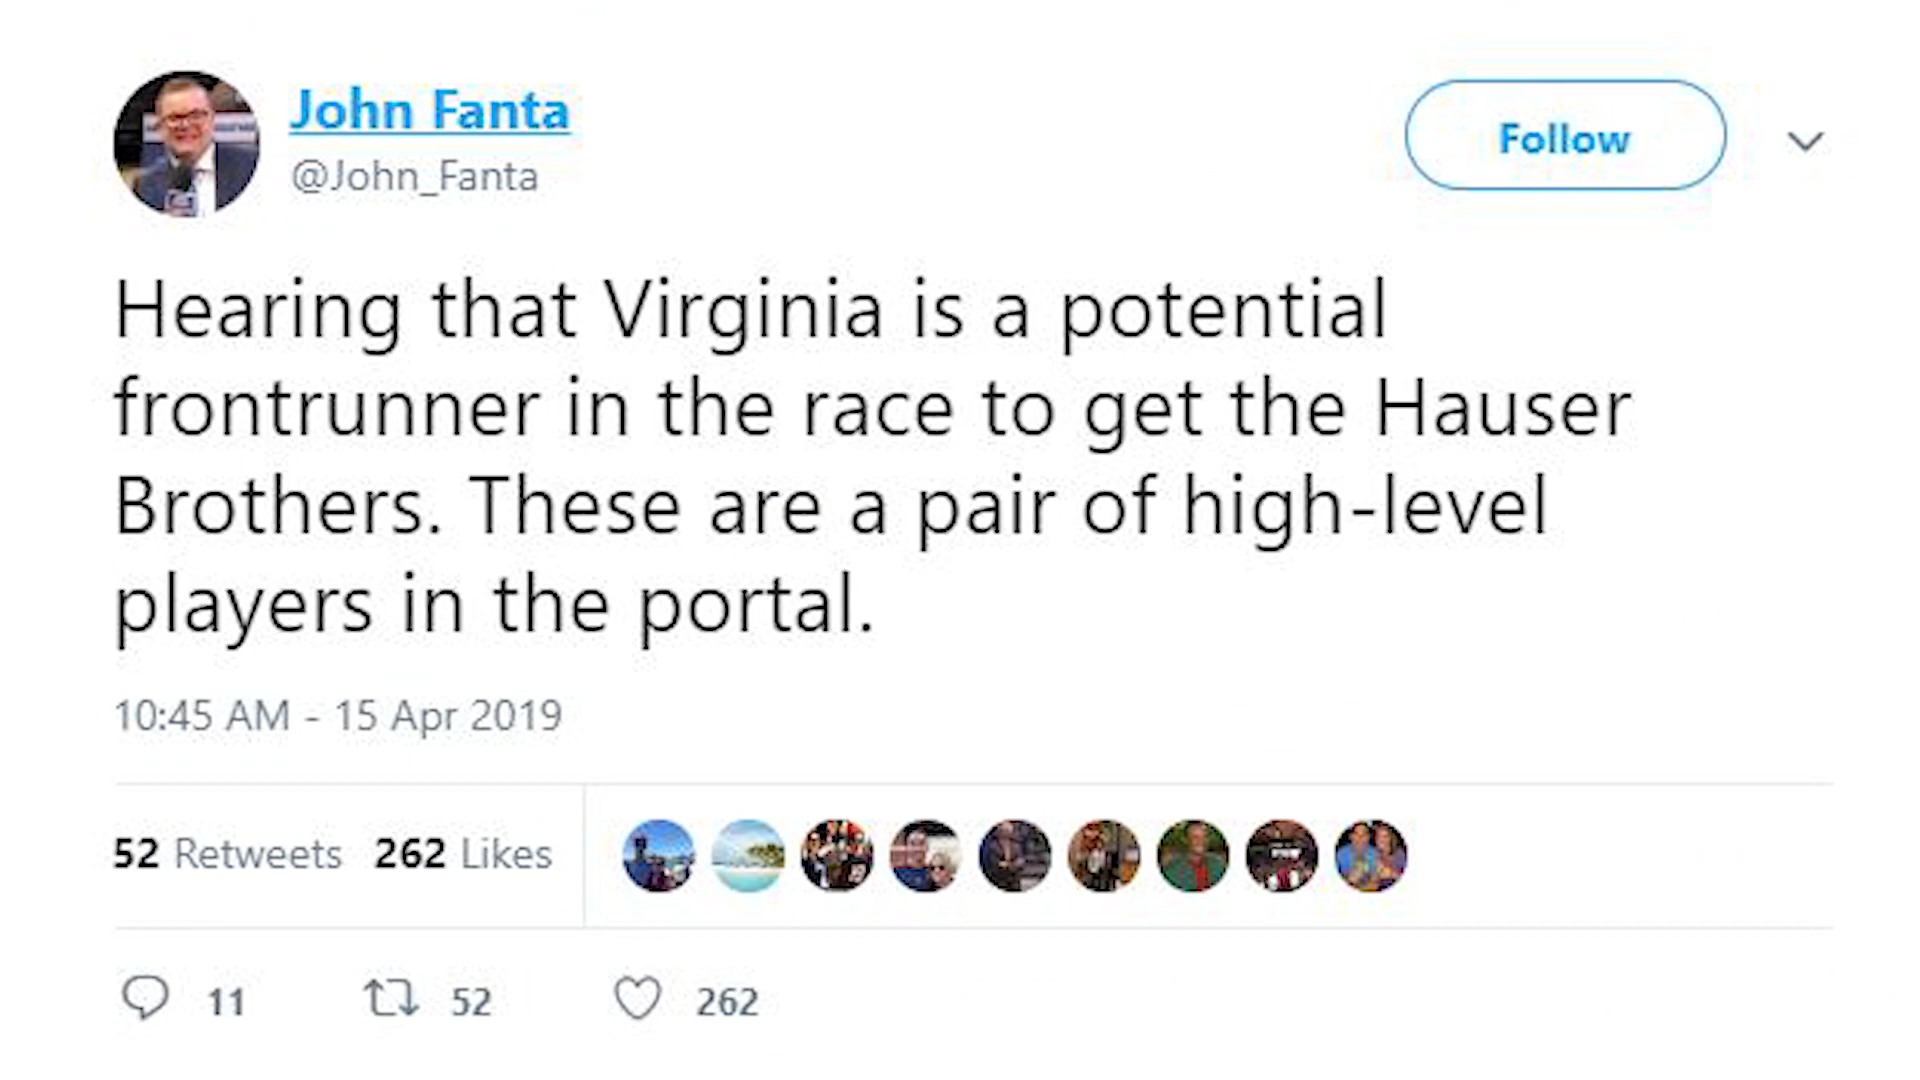 John Fanta
@John_Fanta
Follow
Hearing that Virginia is a potential
frontrunner in the race to get the Hauser
Brothers. These are a pair of high-level
players in the portal.
10:45 AM - 15 Apr 2019
52 Retweets 262 Likes
11 52 262